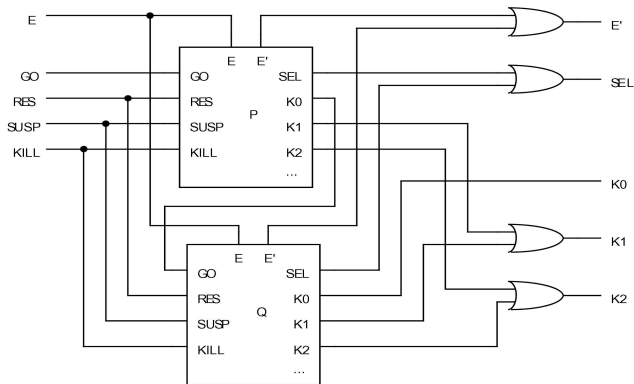 E
E'
E E'
GO
GO SEL
SEL
RES
RES K0
P
SUSP
SUSP K1
KILL
KILL K2
...
K0
E E'
K1
GO SEL
RES K0
Q
K2
SUSP K1
KILL K2
...